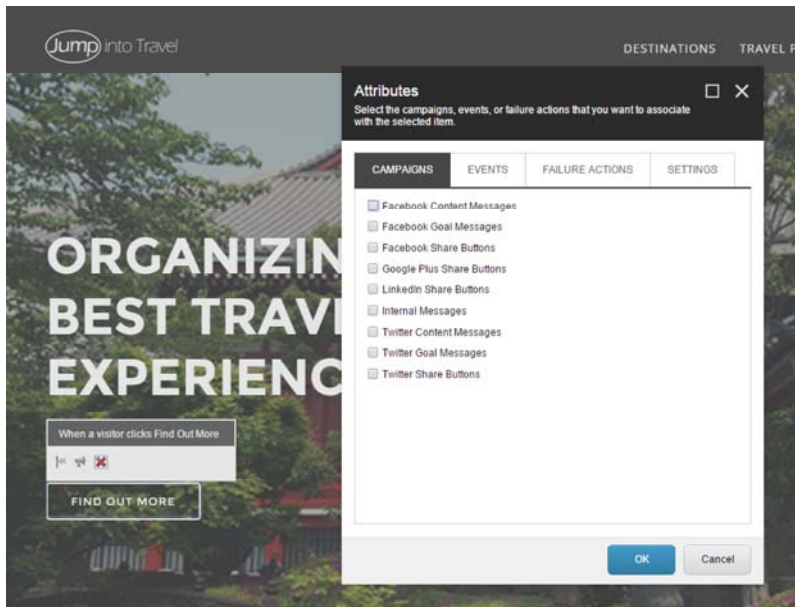 Jump into Travel
DESTINATIONS
TRAVEL
Attributes
Select the campaigns, events, or failure actions that you want to associate
with the selected item.
CAMPAIGNS
EVENTS
FAILURE ACTIONS
SETTINGS
Facebook Content Messages
Facebook Goal Messages
Facebook Share Buttons
Google Plus Share Buttons
LinkedIn Share Buttons
Internal Messages
Twitter Content Messages
Twitter Goal Messages
Twitter Share Buttons
OK
Cancel
ORGANIZIN
BEST TRAV
EXPERIENC
When a visitor clicks Find Out More
FIND OUT MORE